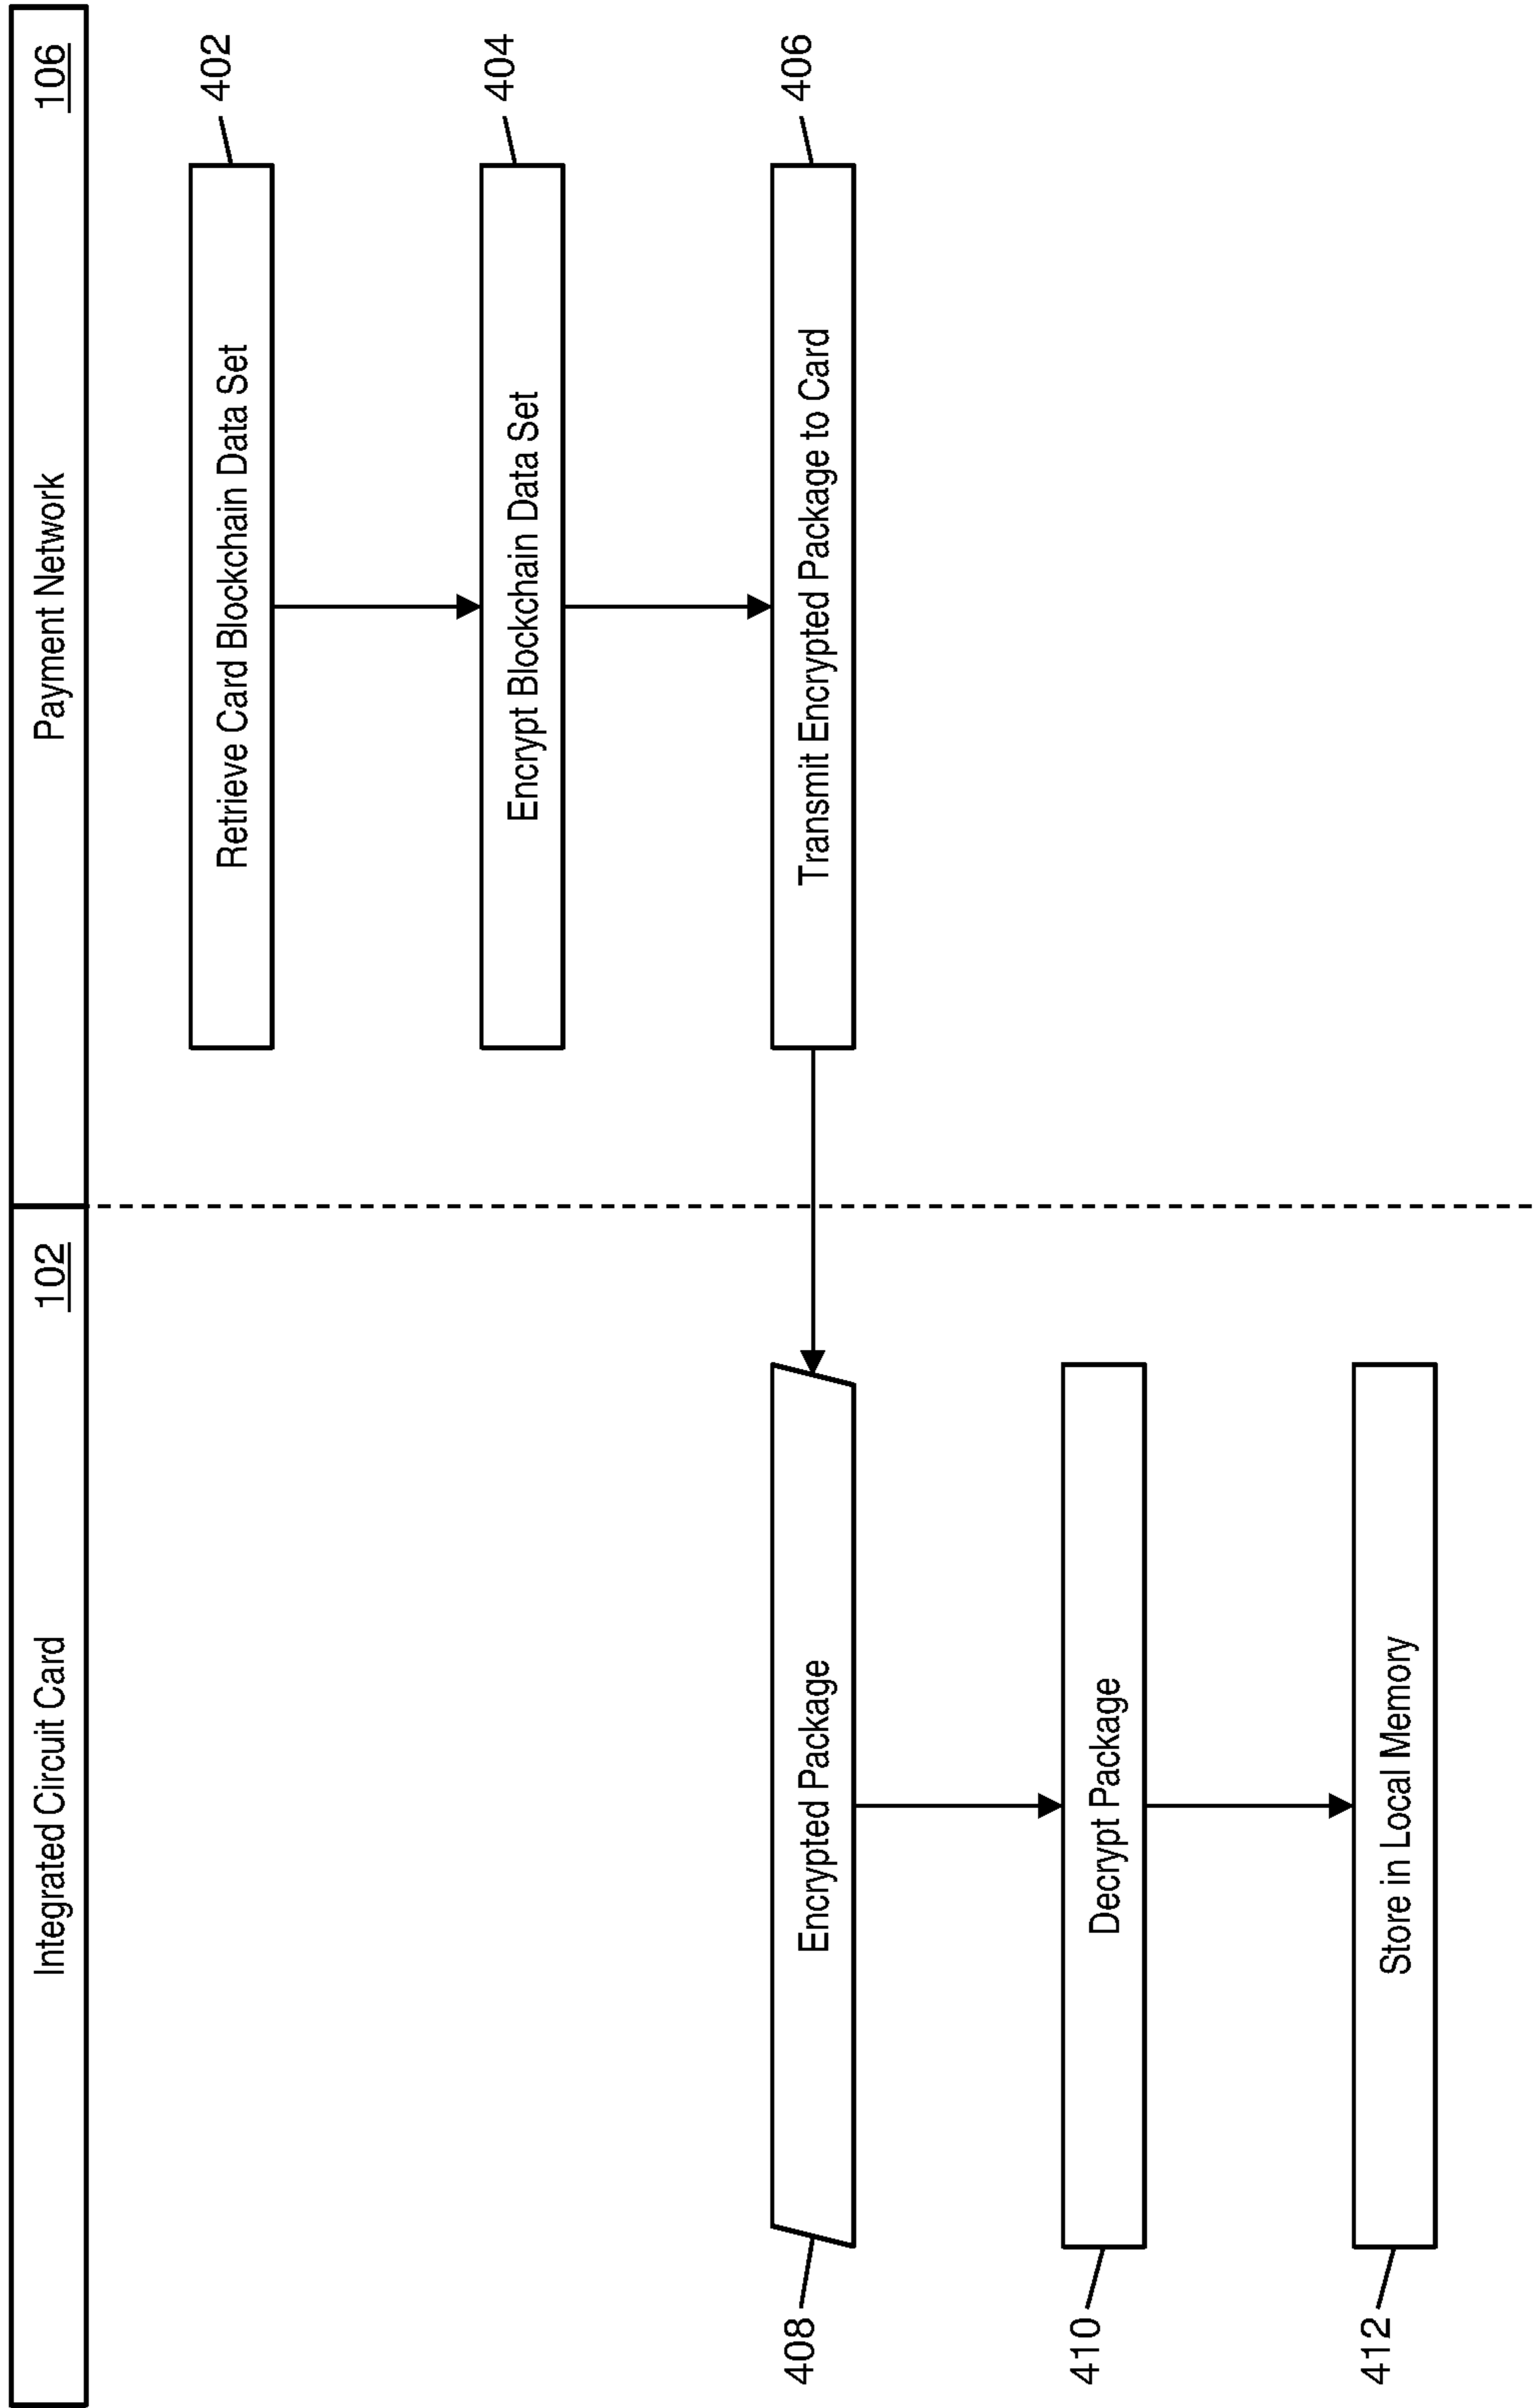 Integrated Circuit Card
102
Payment Network
106
Retrieve Card Blockchain Data Set
402
Encrypt Blockchain Data Set
404
408
Encrypted Package
Transmit Encrypted Package to Card
406
410
Decrypt Package
412
Store in Local Memory